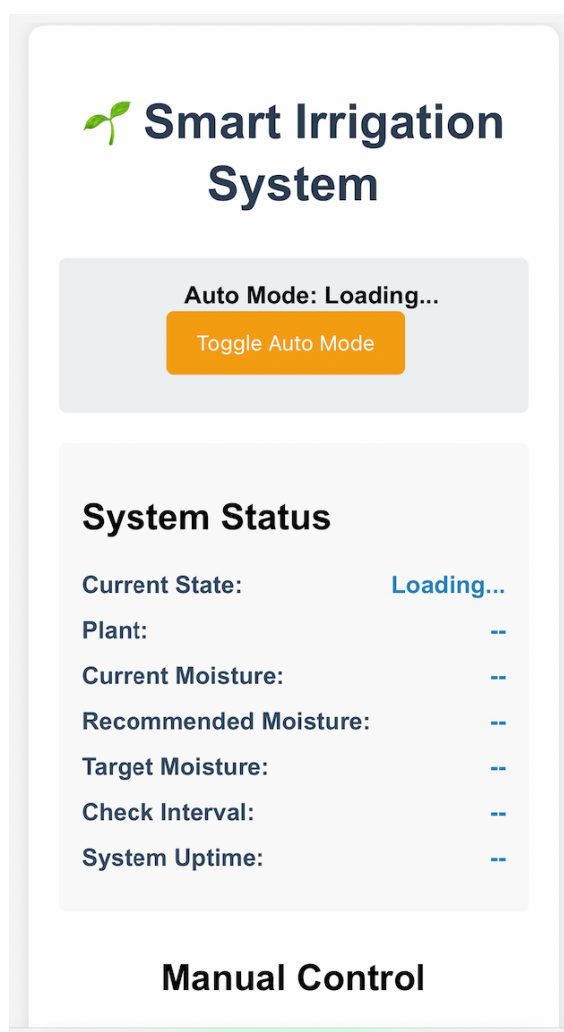 🌱 Smart Irrigation
System
Auto Mode: Loading...
Toggle Auto Mode
System Status
Current State: Loading...
Plant: --
Current Moisture: --
Recommended Moisture: --
Target Moisture: --
Check Interval: --
System Uptime: --
Manual Control